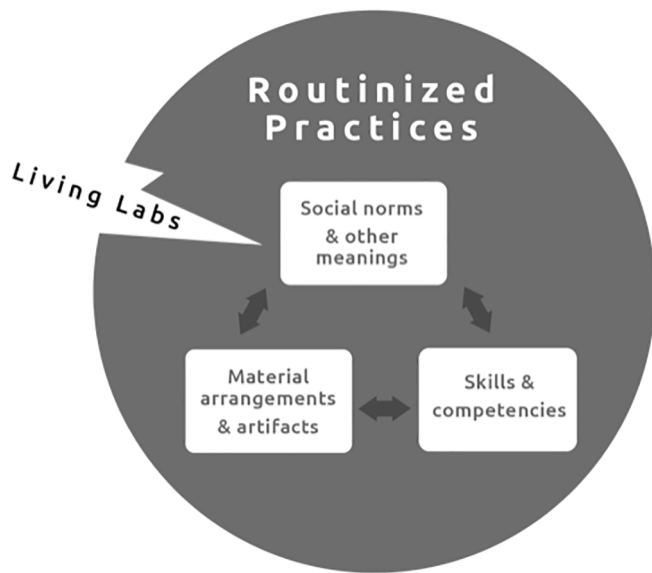 Routinized
Practices
Living Labs
Social norms
& other
meanings
Material
arrangements
& artifacts
Skills &
competencies